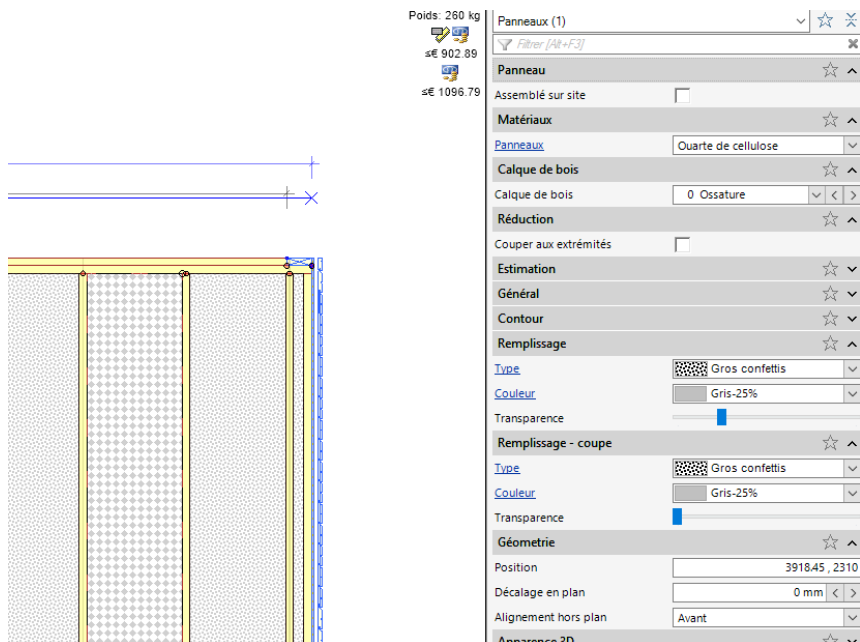 Poids: 260 kg
≤€ 902.89
≤€ 1096.79
Panneaux (1)
Filtrer [Alt+F3]
Panneau
Assemblé sur site
Matériaux
Panneaux
Ouarte de cellulose
Calque de bois
Calque de bois
0 Ossature
Réduction
Couper aux extrémités
Estimation
Général
Contour
Remplissage
Type
Gros confettis
Couleur
Gris-25%
Transparence
Remplissage - coupe
Type
Gros confettis
Couleur
Gris-25%
Transparence
Géometrie
Position
3918.45 , 2310
Décalage en plan
0 mm
Alignement hors plan
Avant
Apparence 3D